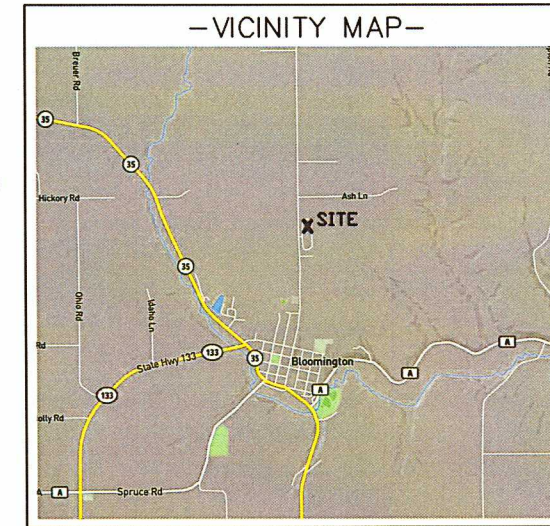 -VICINITY MAP-
Breuer Rd
35
35
Hickory Rd
Ash Ln
X SITE
35
Ohio Rd
Idaho Ln
Rd
State Hwy 133
133
35
Bloomington
A
A
A
133
olly Rd
A
A
Spruce Rd